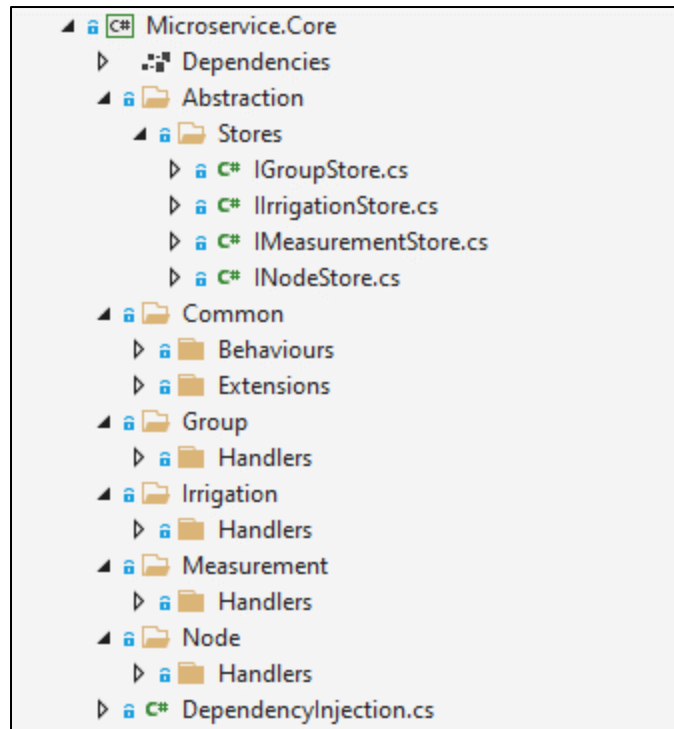 C# Microservice.Core
Dependencies
Abstraction
Stores
C# IGroupStore.cs
C# IIrrigationStore.cs
C# IMeasurementStore.cs
C# INodeStore.cs
Common
Behaviours
Extensions
Group
Handlers
Irrigation
Handlers
Measurement
Handlers
Node
Handlers
C# DependencyInjection.cs